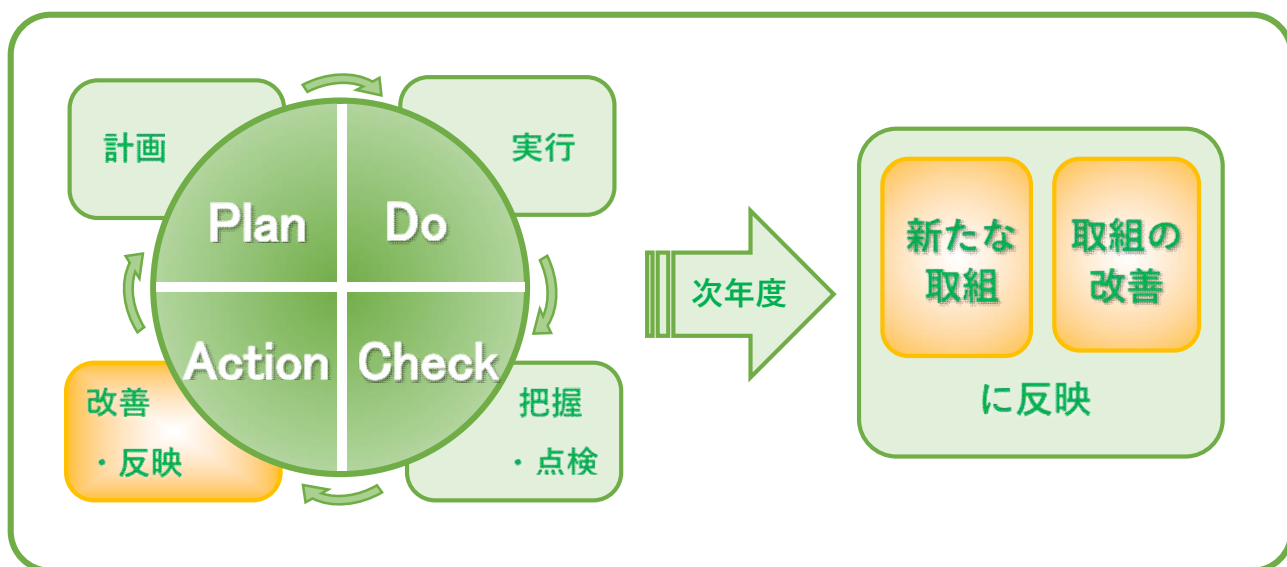 計画
実行
Plan
Do
Action
Check
改善
・反映
把握
・点検
次年度
新たな
取組
取組の
改善
に反映